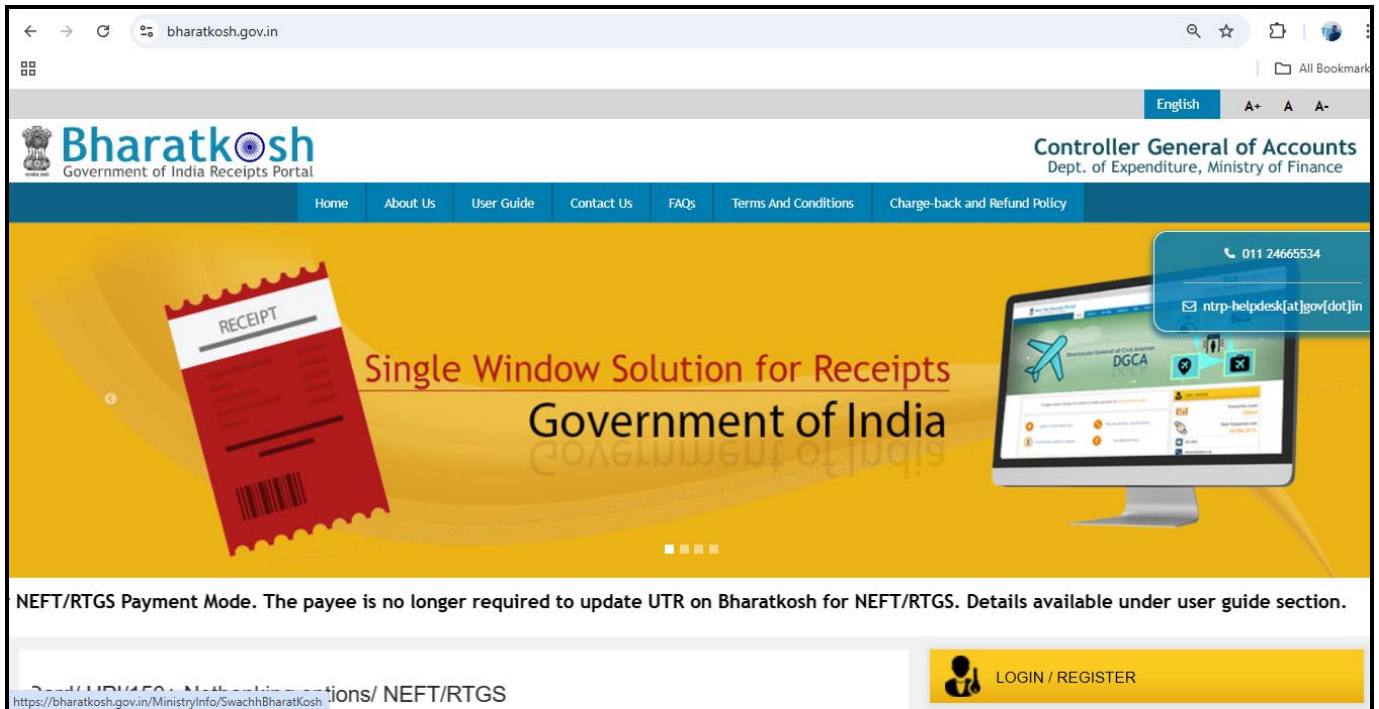 bharatkosh.gov.in
All Bookmark
English A+ A A-
Bharatkosh
Government of India Receipts Portal
Controller General of Accounts
Dept. of Expenditure, Ministry of Finance
Home About Us User Guide Contact Us FAQs Terms And Conditions Charge-back and Refund Policy
011 24665534
ntrp-helpdesk[at]gov[dot]in
RECEIPT
Single Window Solution for Receipts
Government of India
DGCA
NEFT/RTGS Payment Mode. The payee is no longer required to update UTR on Bharatkosh for NEFT/RTGS. Details available under user guide section.
LOGIN / REGISTER
options/ NEFT/RTGS
https://bharatkosh.gov.in/MinistryInfo/SwachhBharatKosh